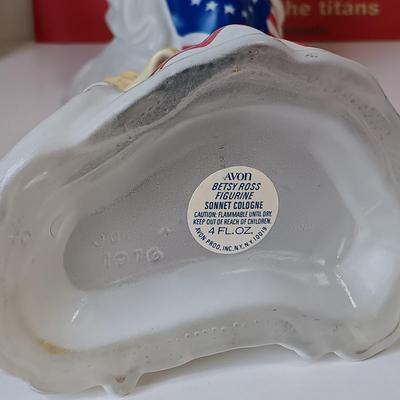 the titans
AVON
BETSY ROSS
FIGURINE
SONNET COLOGNE
CAUTION: FLAMMABLE UNTIL DRY.
KEEP OUT OF REACH OF CHILDREN.
4 FL. OZ.
AVON PROD., INC. N.Y., N.Y. 10019
1976